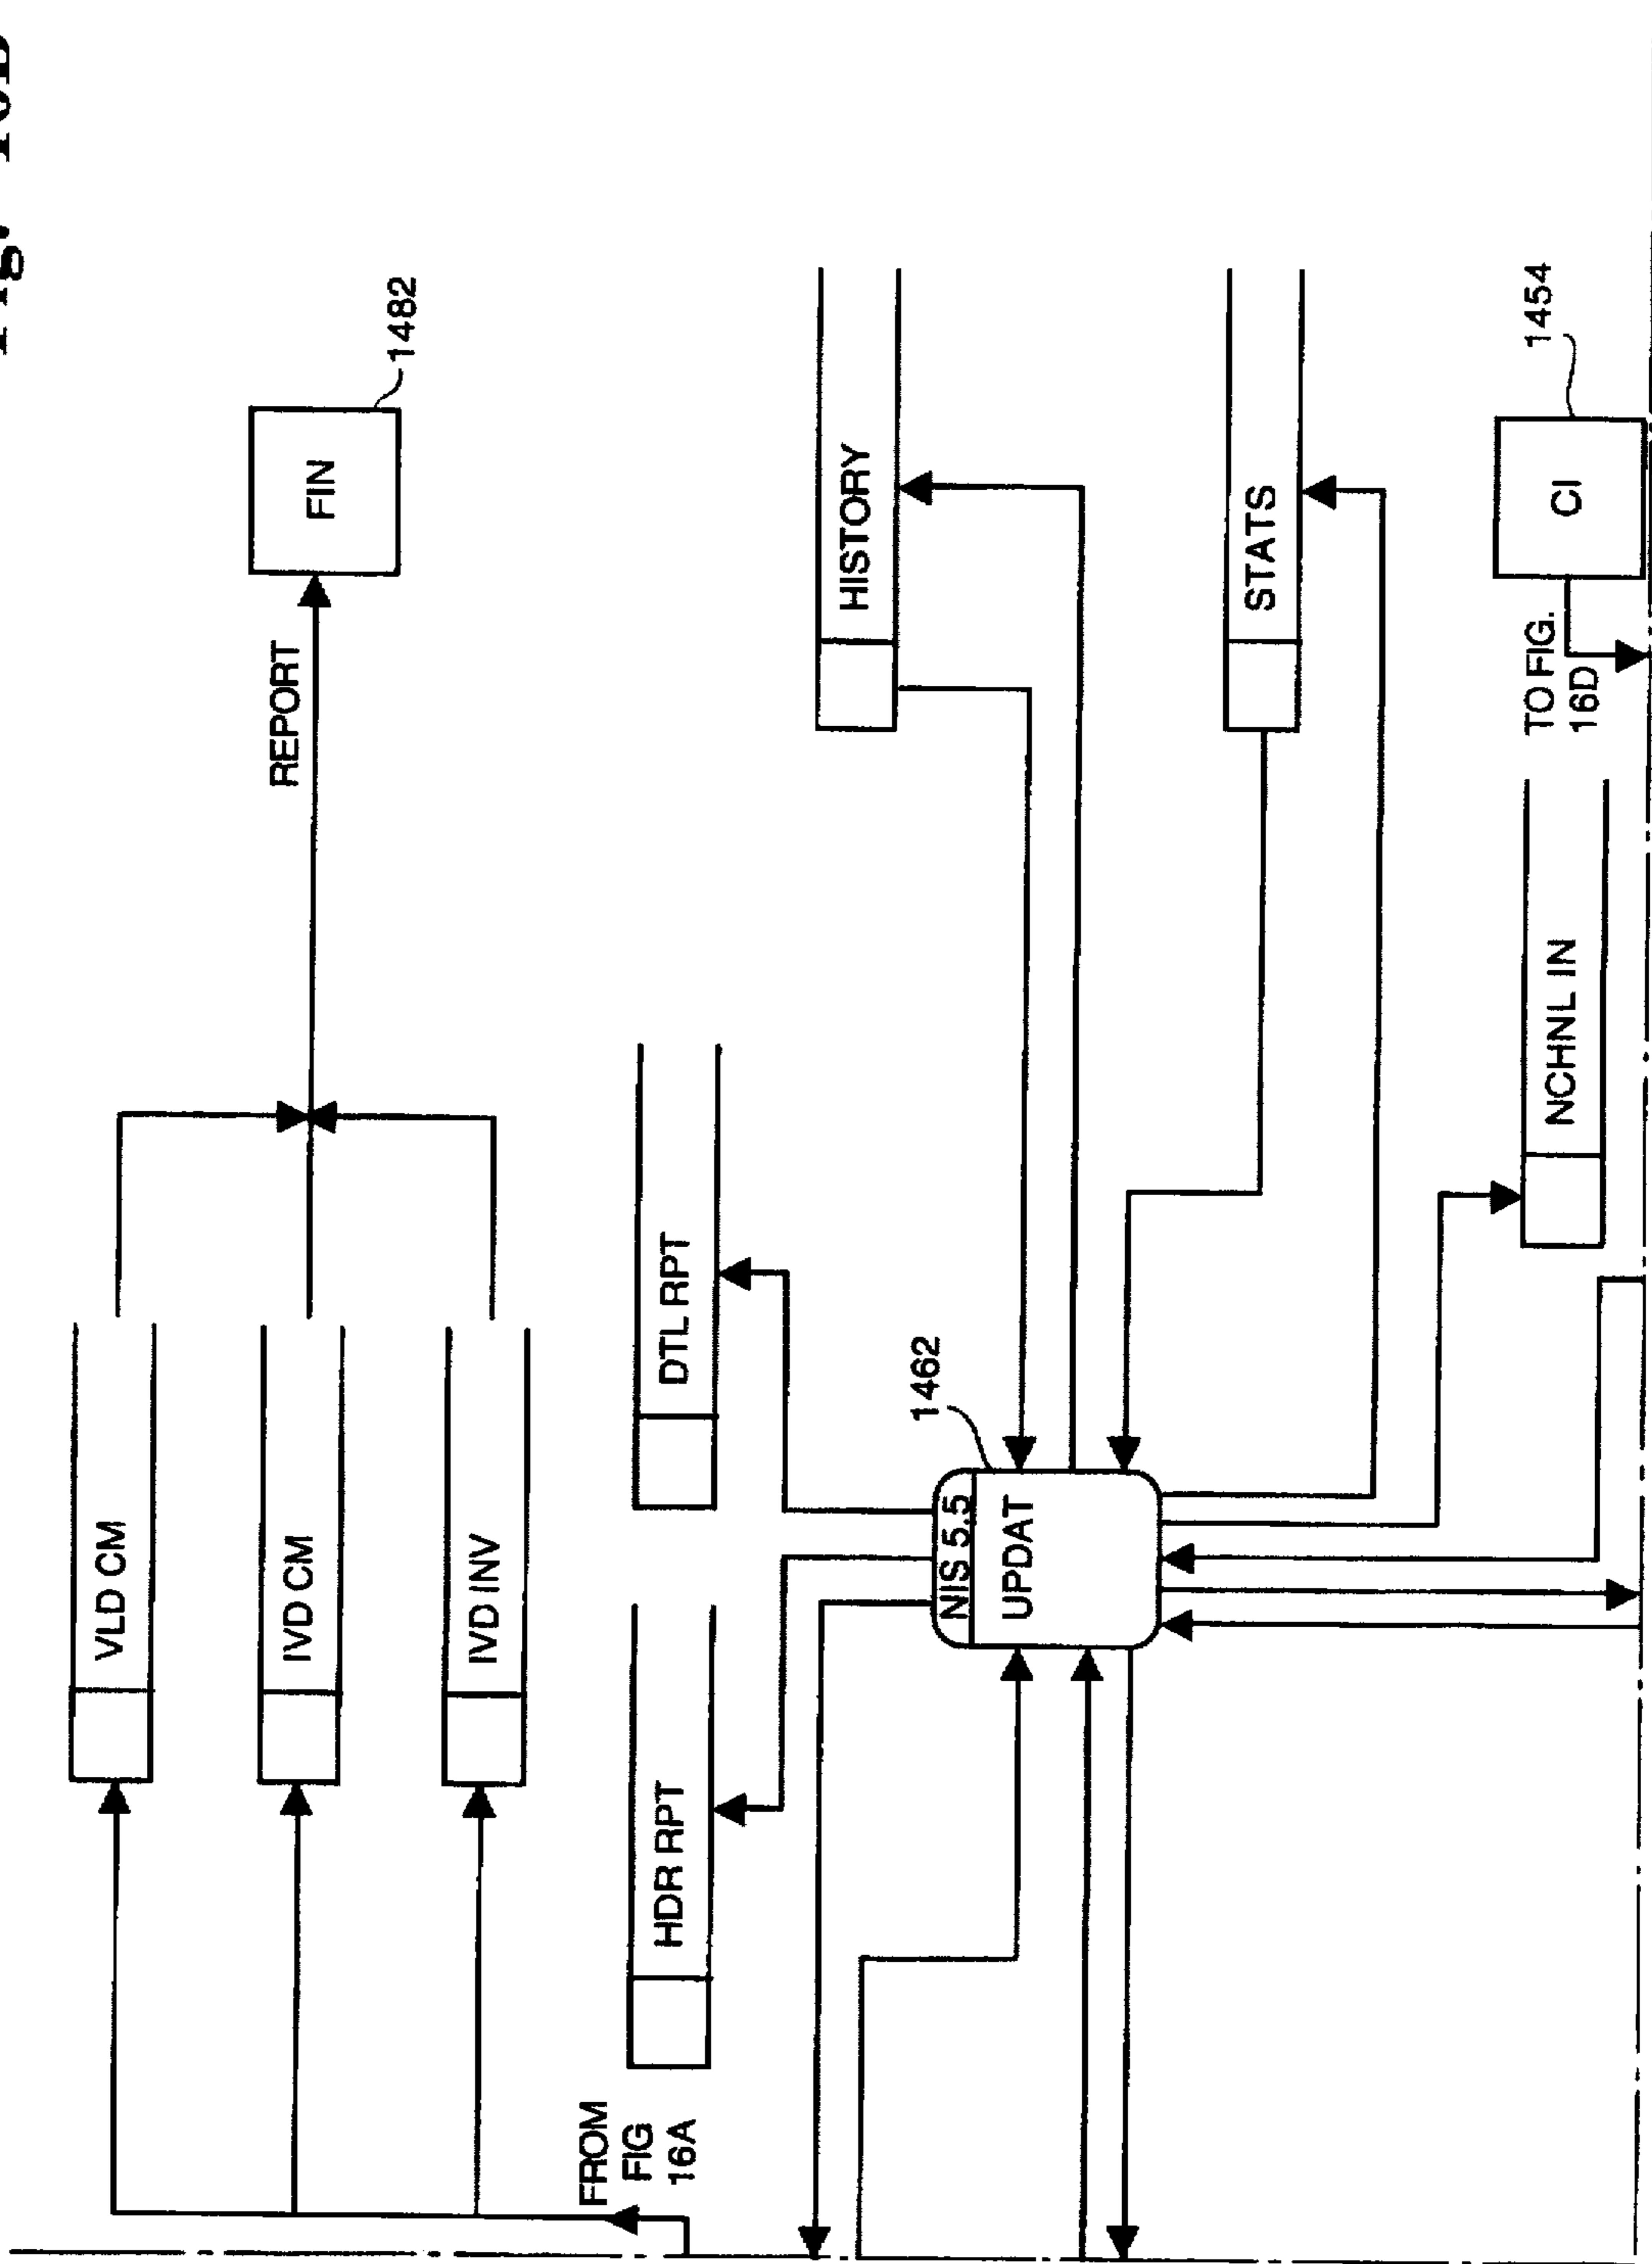 1482
FIN
REPORT
VLD CM
IVD CM
IVD INV
FROM
FIG
16A
HDR RPT
DTL RPT
HISTORY
1462
NIS 5.5
UPDAT
STATS
NCHNL IN
TO FIG.
16D
CI
1454